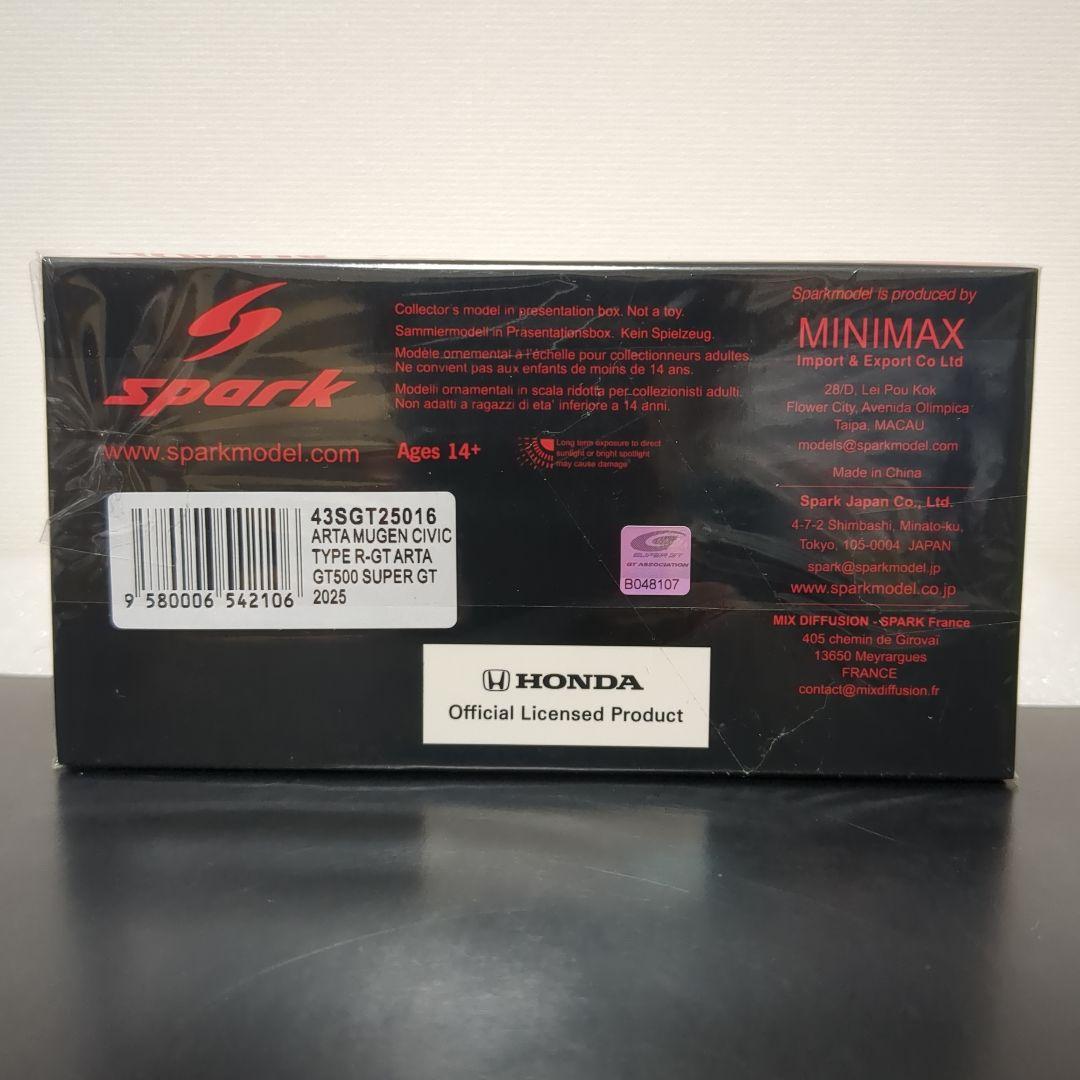 spark
www.sparkmodel.com
Collector's model in presentation box. Not a toy.
Sammlermodell in Präsentationsbox. Kein Spielzeug.
Modèle ornemental à l'échelle pour collectionneurs adultes.
Ne convient pas aux enfants de moins de 14 ans.
Modelli ornamentali in scala ridotta per collezionisti adulti.
Non adatti a ragazzi di eta' inferiore a 14 anni.
Ages 14+
Long term exposure to direct
sunlight or bright spotlight
may cause damage
Sparkmodel is produced by
MINIMAX
Import & Export Co Ltd
28/D, Lei Pou Kok
Flower City, Avenida Olimpica
Taipa, MACAU
models@sparkmodel.com
Made in China
Spark Japan Co., Ltd.
4-7-2 Shimbashi, Minato-ku,
Tokyo, 105-0004 JAPAN
spark@sparkmodel.jp
www.sparkmodel.co.jp
MIX DIFFUSION - SPARK France
405 chemin de Girovaï
13650 Meyrargues
FRANCE
contact@mixdiffusion.fr
43SGT25016
ARTA MUGEN CIVIC
TYPE R-GT ARTA
GT500 SUPER GT
2025
9 580006 542106
SUPER GT
GT ASSOCIATION
B048107
HONDA
Official Licensed Product